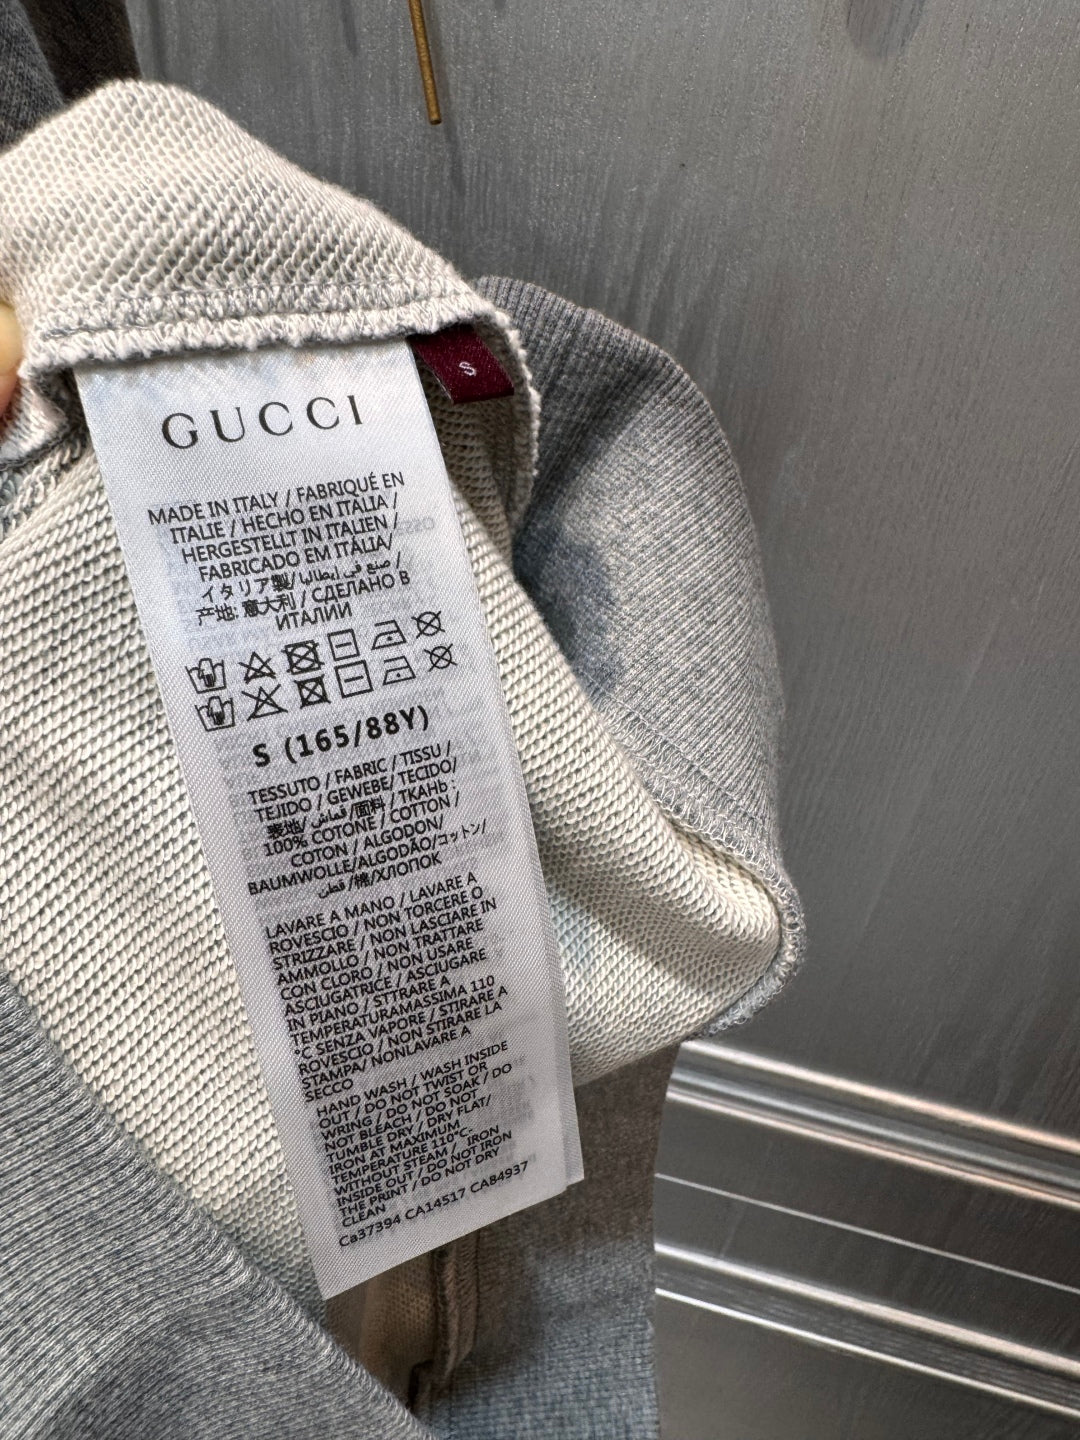 S
GUCCI
MADE IN ITALY / FABRIQUÉ EN
ITALIE / HECHO EN ITALIA /
HERGESTELLT IN ITALIEN /
FABRICADO EM ITÁLIA/
イタリア製/ صنع في إيطاليا /
产地: 意大利 / СДЕЛАНО В
ИТАЛИИ
S (165/88Y)
TESSUTO / FABRIC / TISSU /
TEJIDO / GEWEBE/ TECIDO/
表地/ قماش /面料 / ТКАНЬ :
100% COTONE / COTTON /
COTON / ALGODON/
BAUMWOLLE/ALGODÃO/コットン/
قطن /棉/ХЛОПОК
LAVARE A MANO / LAVARE A
ROVESCIO / NON TORCERE O
STRIZZARE / NON LASCIARE IN
AMMOLLO / NON TRATTARE
CON CLORO / NON USARE
ASCIUGATRICE / ASCIUGARE
IN PIANO / STTRARE A
TEMPERATURAMASSIMA 110
°C SENZA VAPORE / STIRARE A
ROVESCIO / NON STIRARE LA
STAMPA/ NONLAVARE A
SECCO
HAND WASH / WASH INSIDE
OUT / DO NOT TWIST OR
WRING / DO NOT SOAK / DO
NOT BLEACH / DO NOT
TUMBLE DRY / DRY FLAT/
IRON AT MAXIMUM
TEMPERATURE 110°C-
WITHOUT STEAM / IRON
INSIDE OUT / DO NOT IRON
THE PRINT / DO NOT DRY
CLEAN
Ca37394 CA14517 CA84937